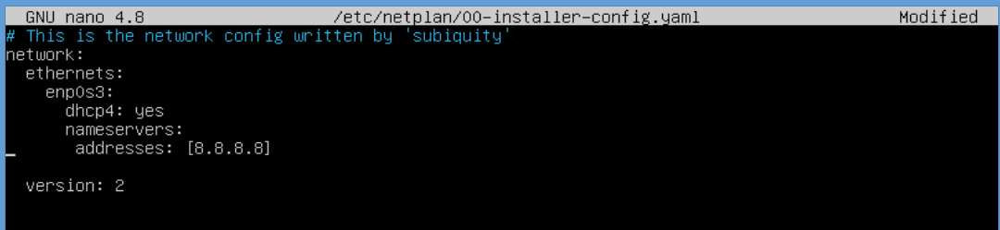 GNU nano 4.8 /etc/netplan/00-installer-config.yaml Modified
# This is the network config written by 'subiquity'
network:
  ethernets:
    enp0s3:
      dhcp4: yes
      nameservers:
       addresses: [8.8.8.8]
  version: 2